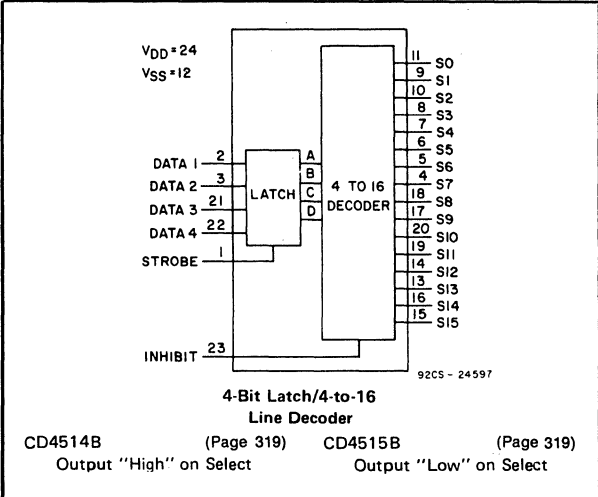 VDD = 24
VSS = 12
DATA 1 2
DATA 2 3
DATA 3 21
DATA 4 22
STROBE 1
INHIBIT 23
LATCH
A
B
C
D
4 TO 16
DECODER
11 S0
9 S1
10 S2
8 S3
7 S4
6 S5
5 S6
4 S7
18 S8
17 S9
20 S10
19 S11
14 S12
13 S13
16 S14
15 S15
92CS - 24597
4-Bit Latch/4-to-16
Line Decoder
CD4514B (Page 319) CD4515B (Page 319)
Output "High" on Select Output "Low" on Select